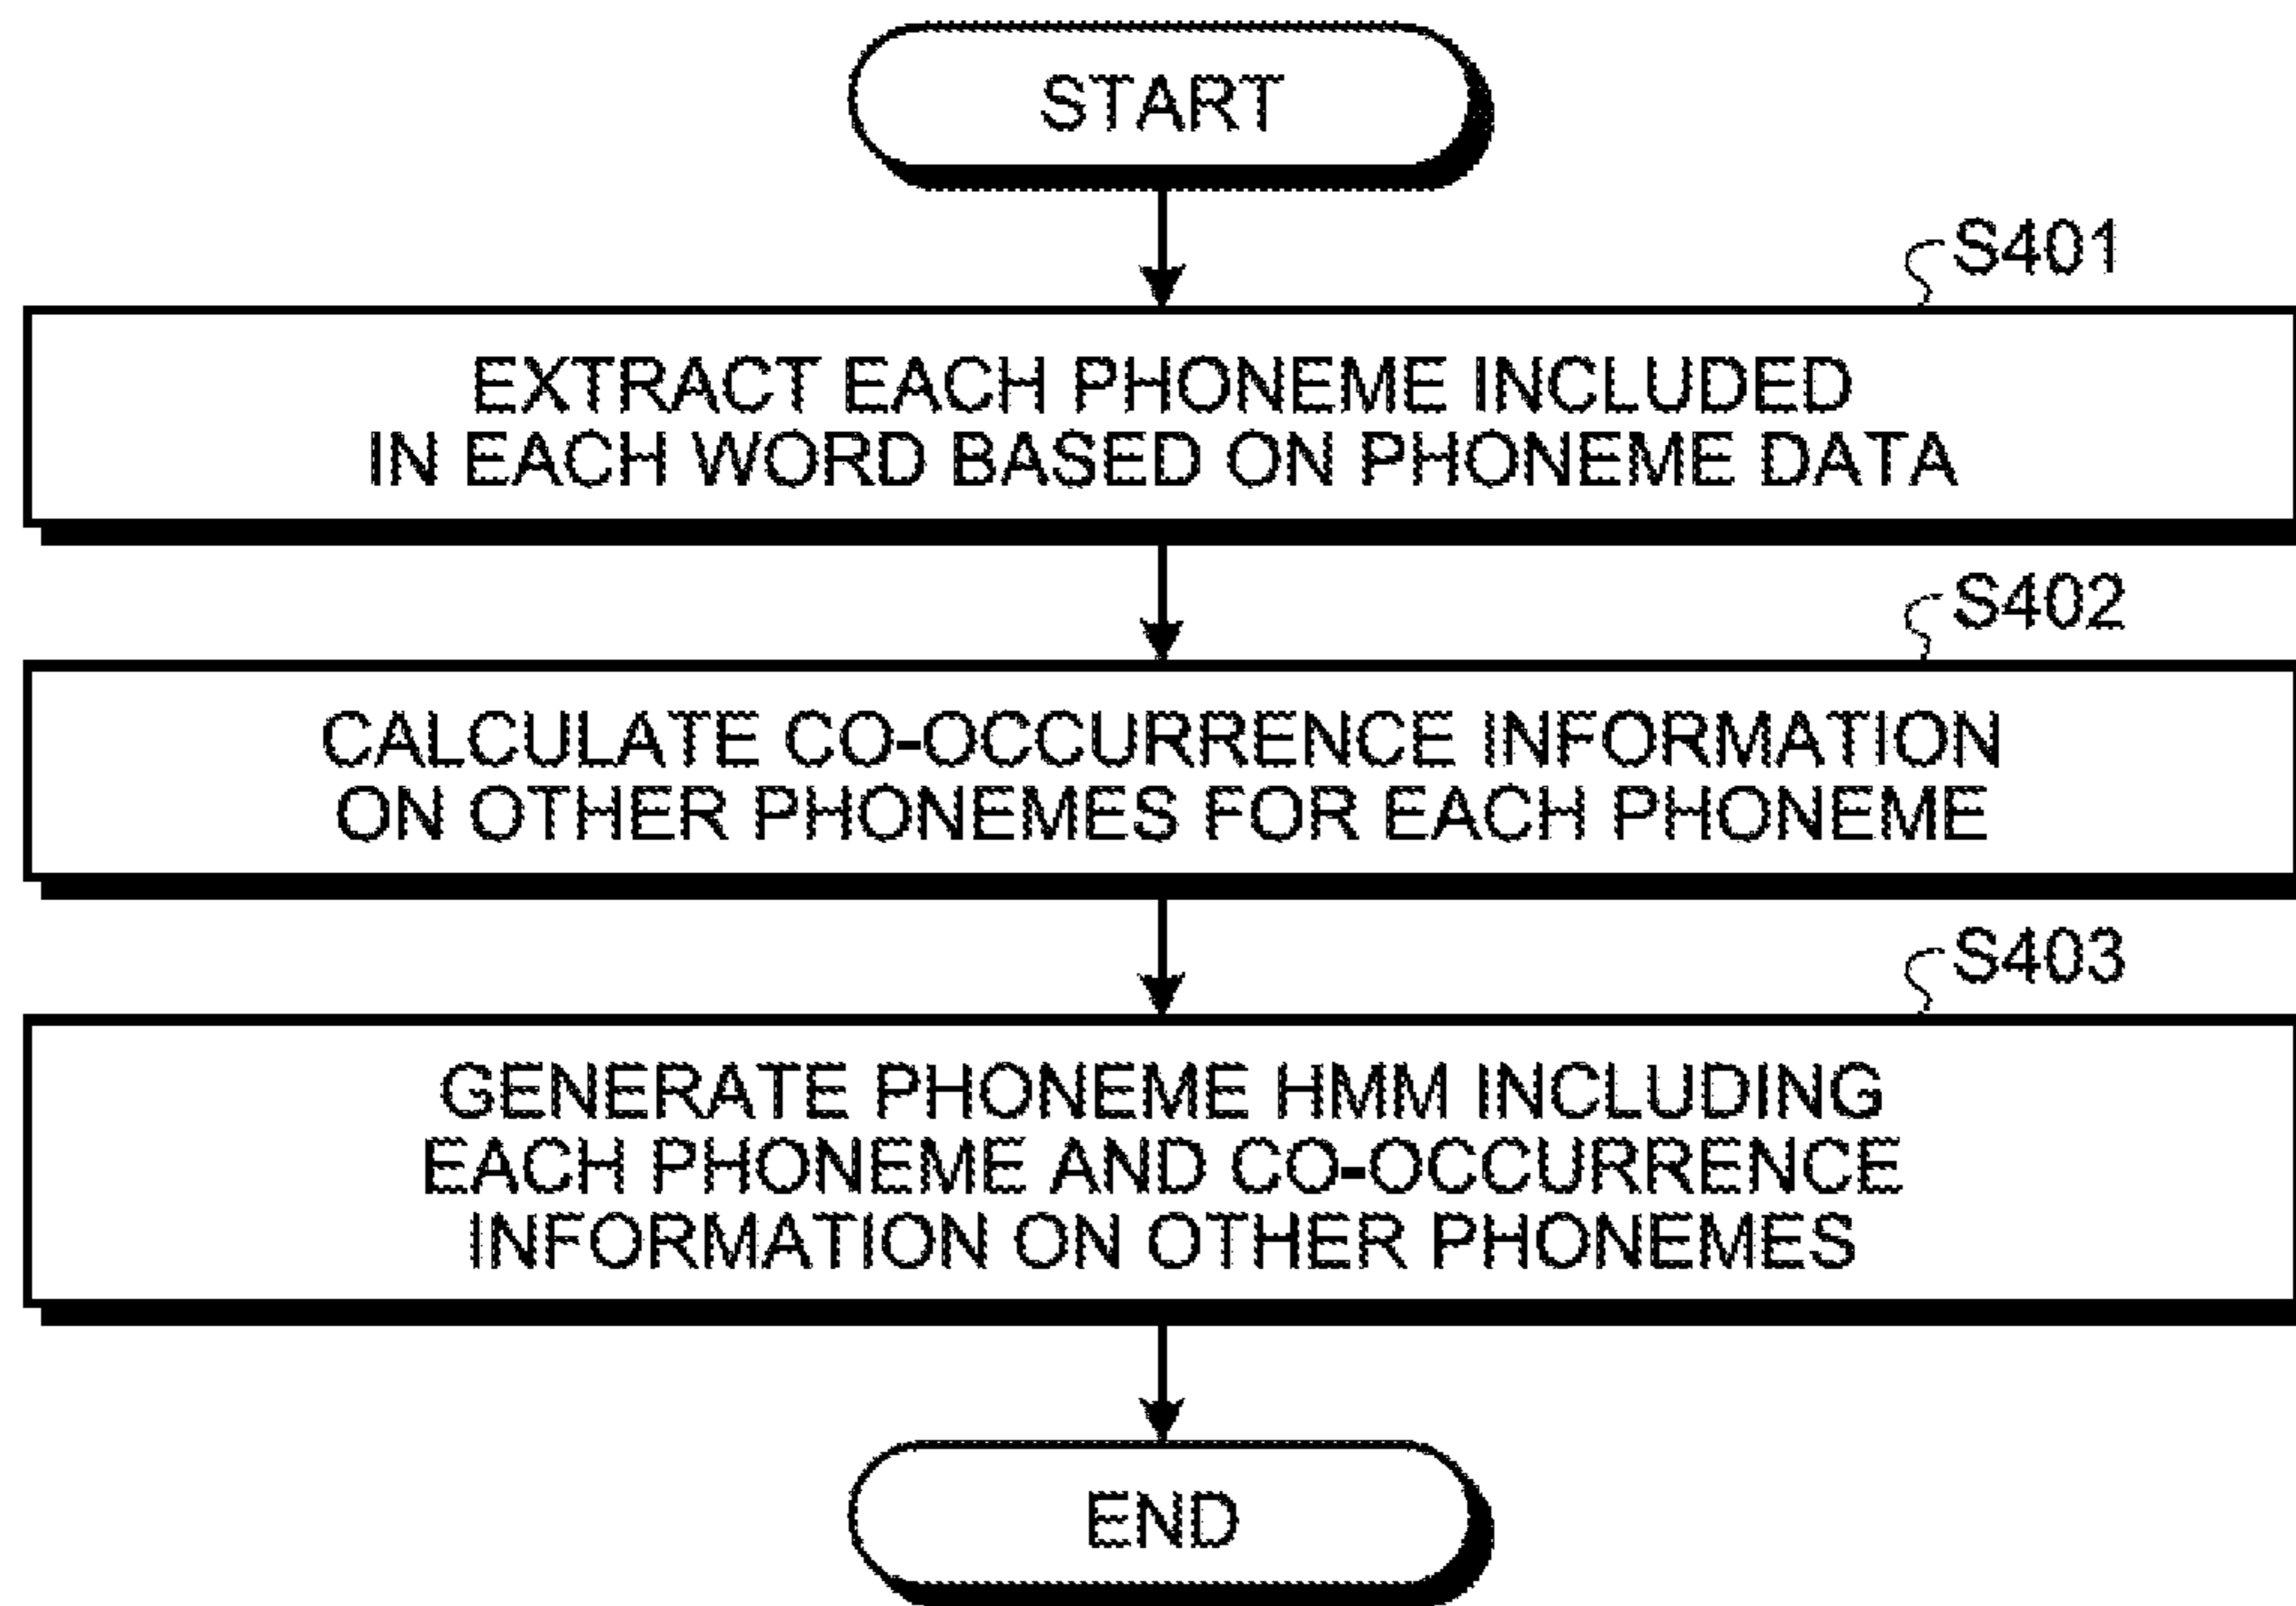 START
S401
EXTRACT EACH PHONEME INCLUDED
IN EACH WORD BASED ON PHONEME DATA
S402
CALCULATE CO-OCCURRENCE INFORMATION
ON OTHER PHONEMES FOR EACH PHONEME
S403
GENERATE PHONEME HMM INCLUDING
EACH PHONEME AND CO-OCCURRENCE
INFORMATION ON OTHER PHONEMES
END